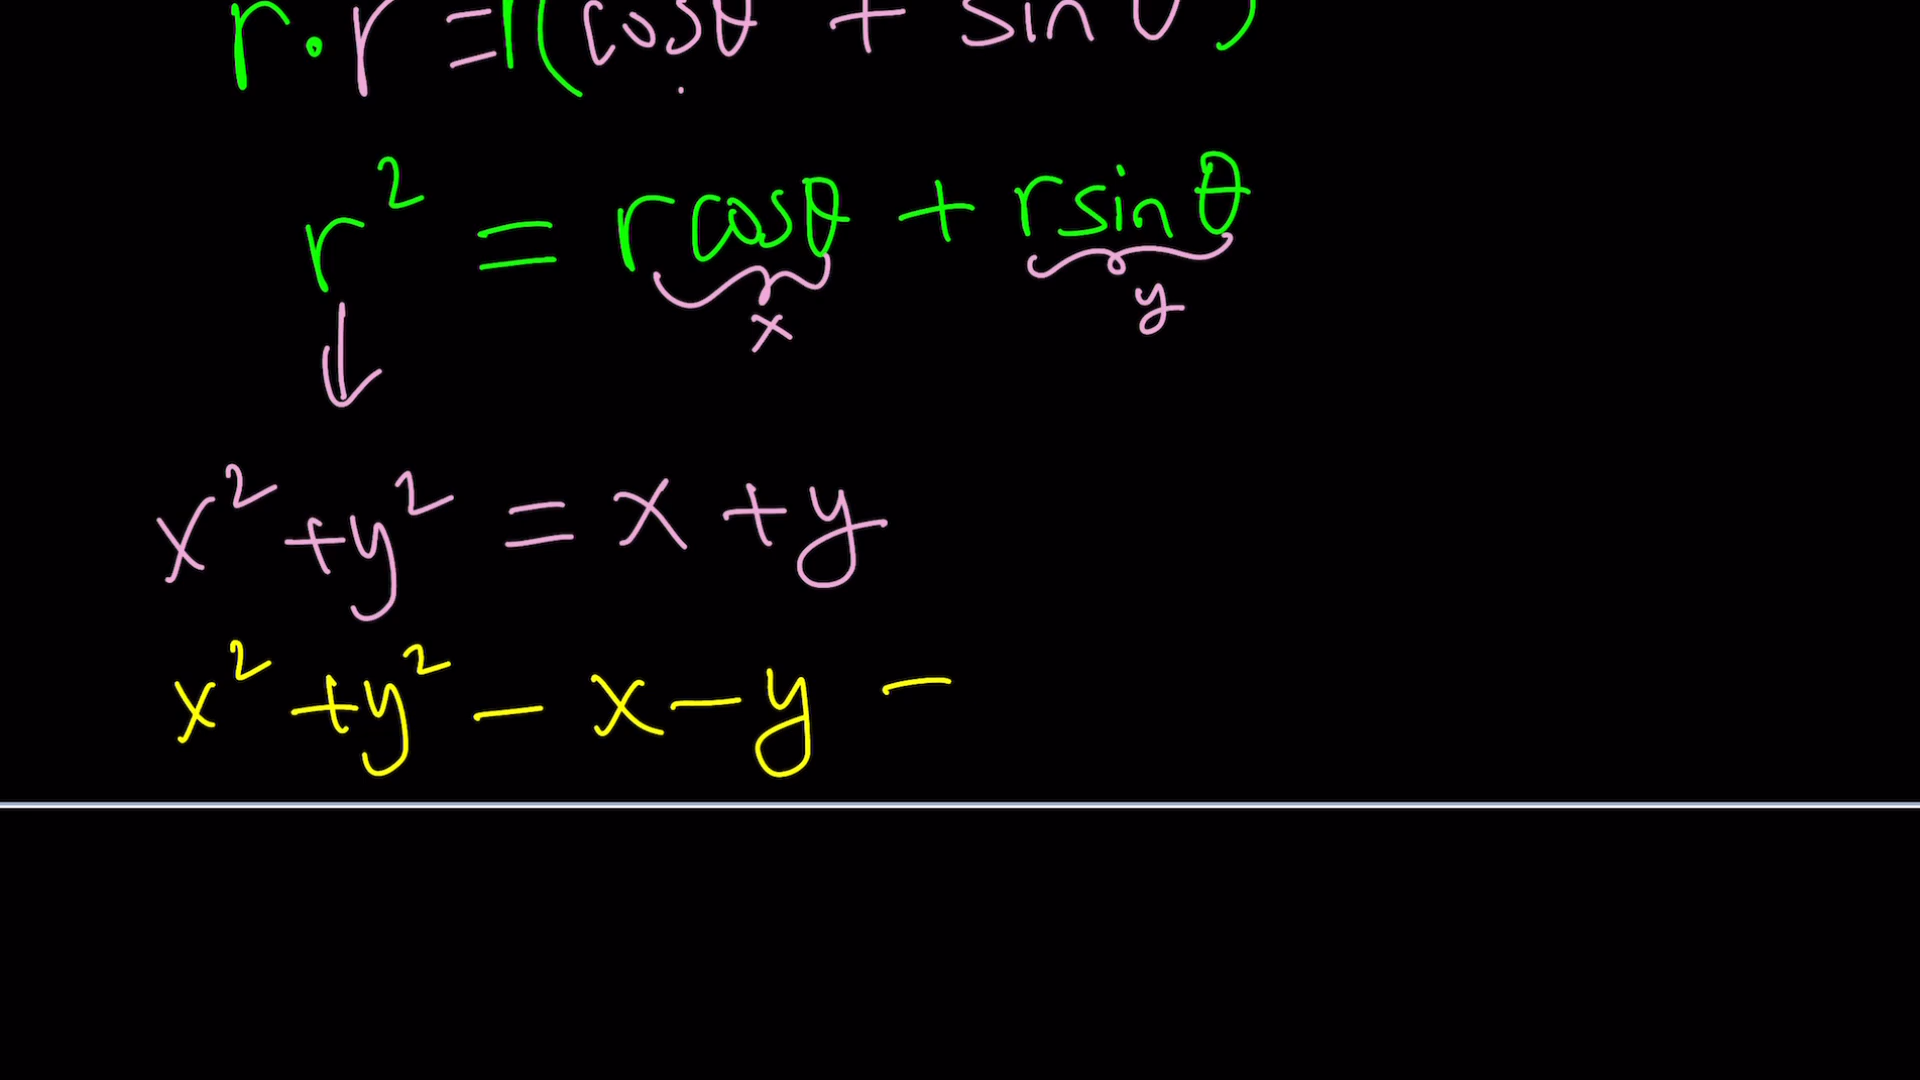 r·r = r(cosθ + sinθ)
r² = rcosθ + rsinθ
x y
x² + y² = x + y
x² + y² - x - y -